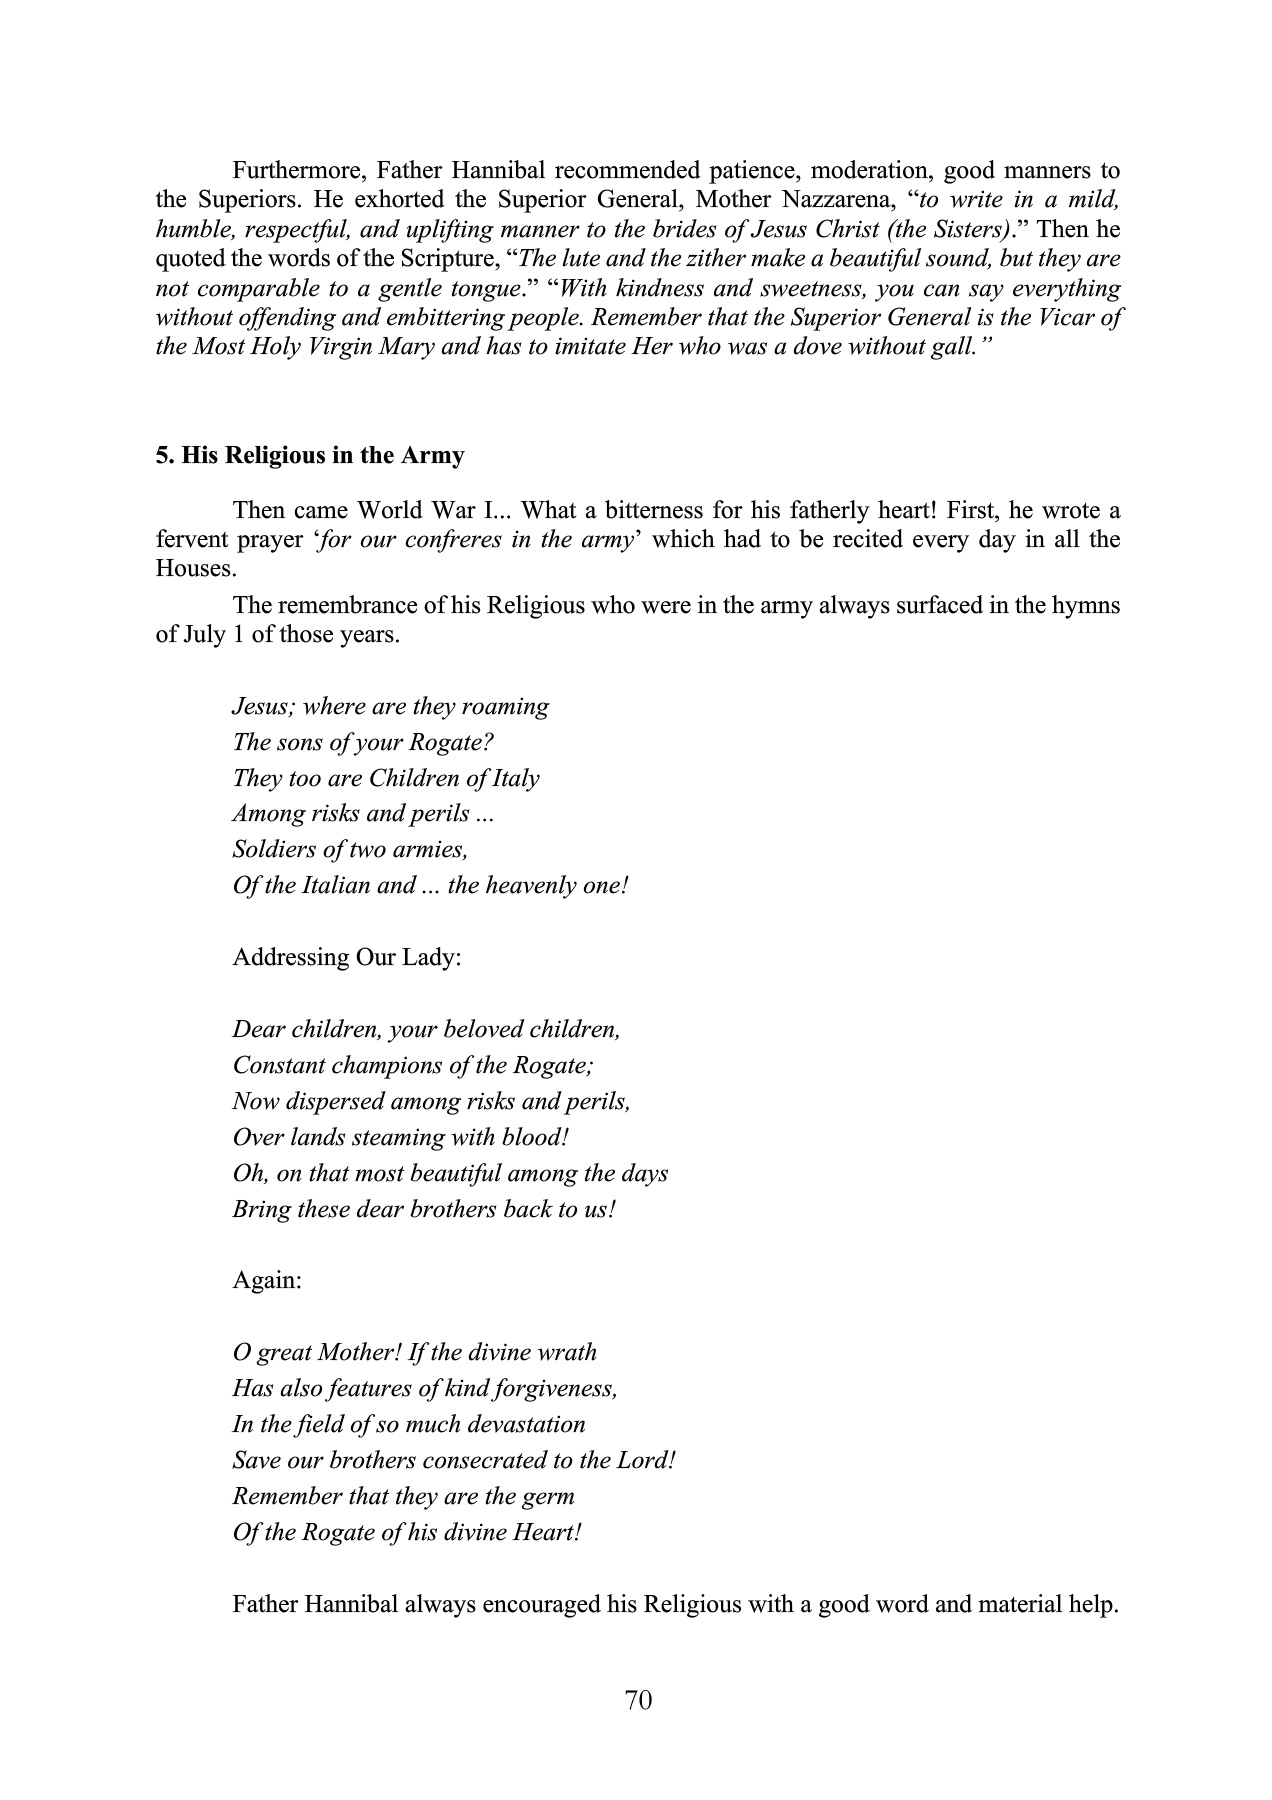 Furthermore, Father Hannibal recommended patience, moderation, good manners to
the Superiors. He exhorted the Superior General, Mother Nazzarena, “to write in a mild,
humble, respectful, and uplifting manner to the brides of Jesus Christ (the Sisters).” Then he
quoted the words of the Scripture, “The lute and the zither make a beautiful sound, but they are
not comparable to a gentle tongue.” “With kindness and sweetness, you can say everything
without offending and embittering people. Remember that the Superior General is the Vicar of
the Most Holy Virgin Mary and has to imitate Her who was a dove without gall.”
5. His Religious in the Army
Then came World War I... What a bitterness for his fatherly heart! First, he wrote a
fervent prayer ‘for our confreres in the army’ which had to be recited every day in all the
Houses.
The remembrance of his Religious who were in the army always surfaced in the hymns
of July 1 of those years.
Jesus; where are they roaming
The sons of your Rogate?
They too are Children of Italy
Among risks and perils ...
Soldiers of two armies,
Of the Italian and ... the heavenly one!
Addressing Our Lady:
Dear children, your beloved children,
Constant champions of the Rogate;
Now dispersed among risks and perils,
Over lands steaming with blood!
Oh, on that most beautiful among the days
Bring these dear brothers back to us!
Again:
O great Mother! If the divine wrath
Has also features of kind forgiveness,
In the field of so much devastation
Save our brothers consecrated to the Lord!
Remember that they are the germ
Of the Rogate of his divine Heart!
Father Hannibal always encouraged his Religious with a good word and material help.
70